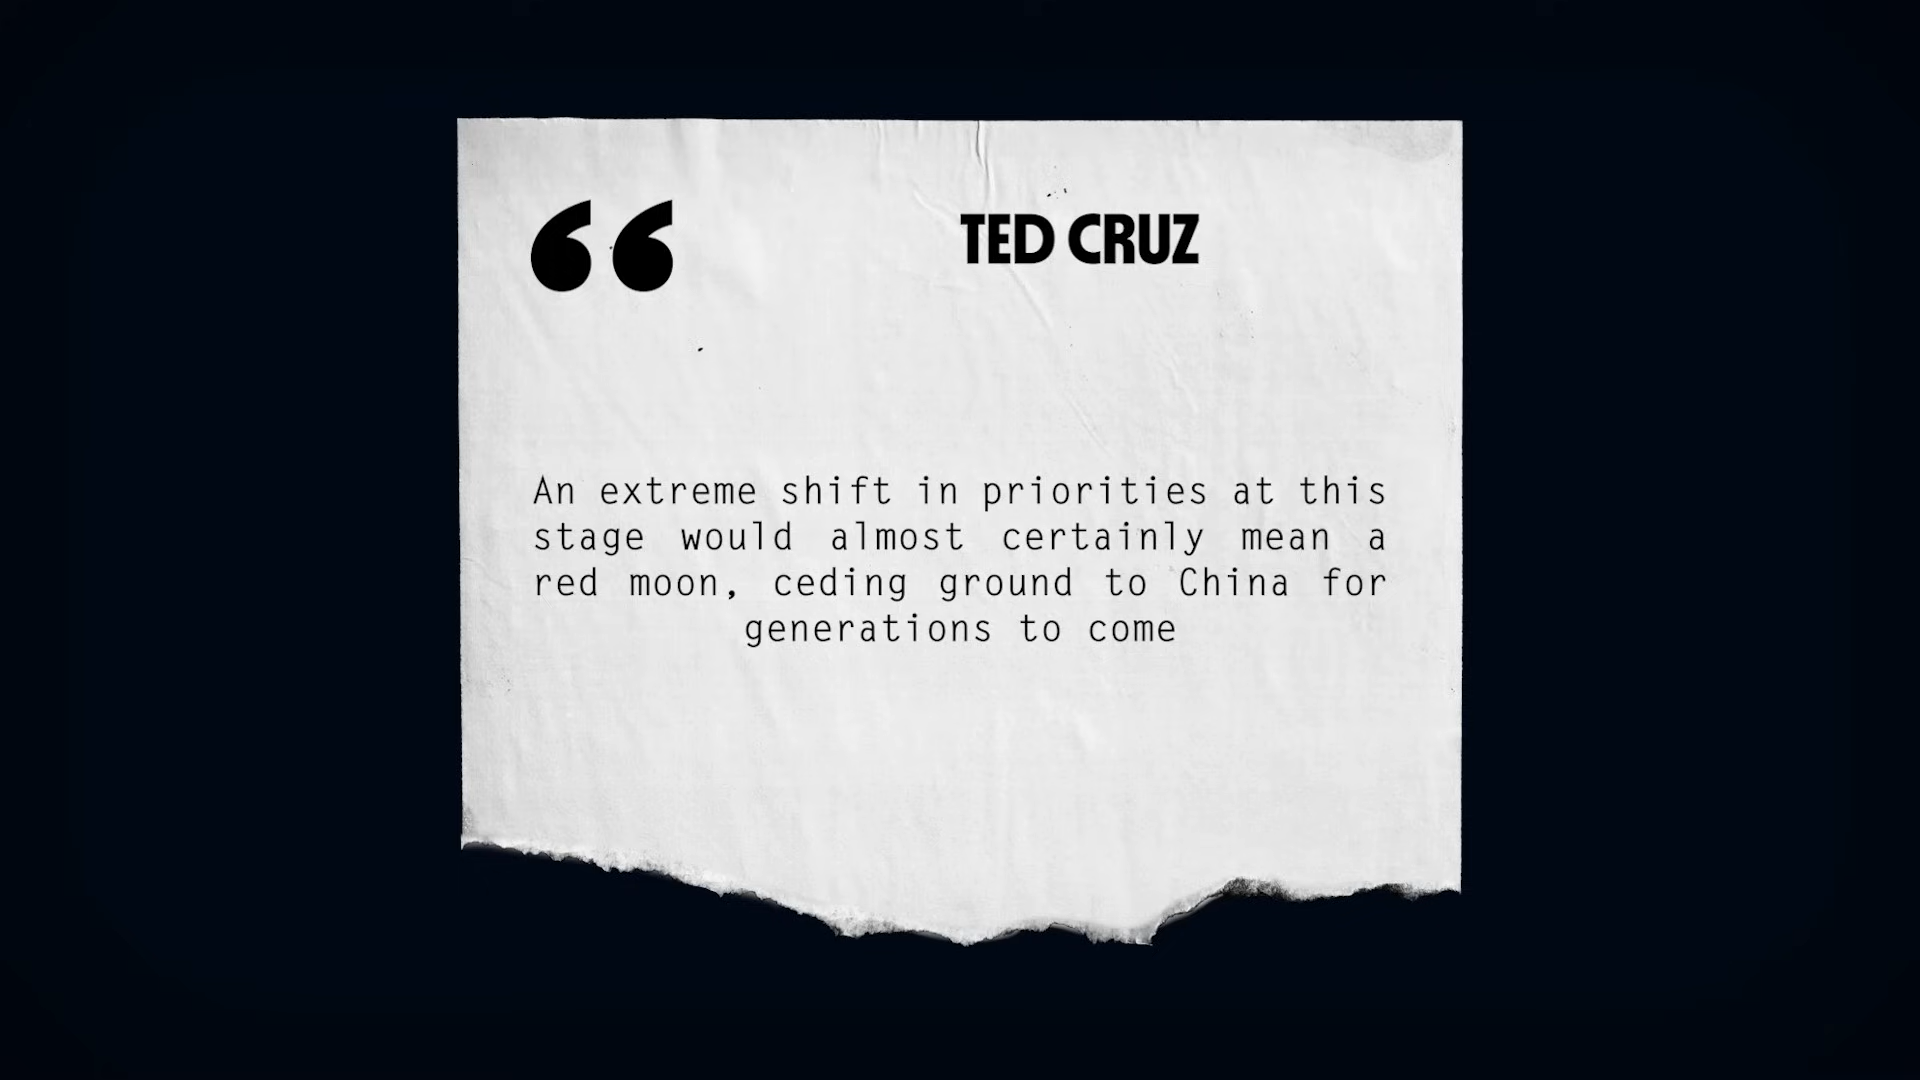 “
TED CRUZ
An extreme shift in priorities at this
stage would almost certainly mean a
red moon, ceding ground to China for
generations to come